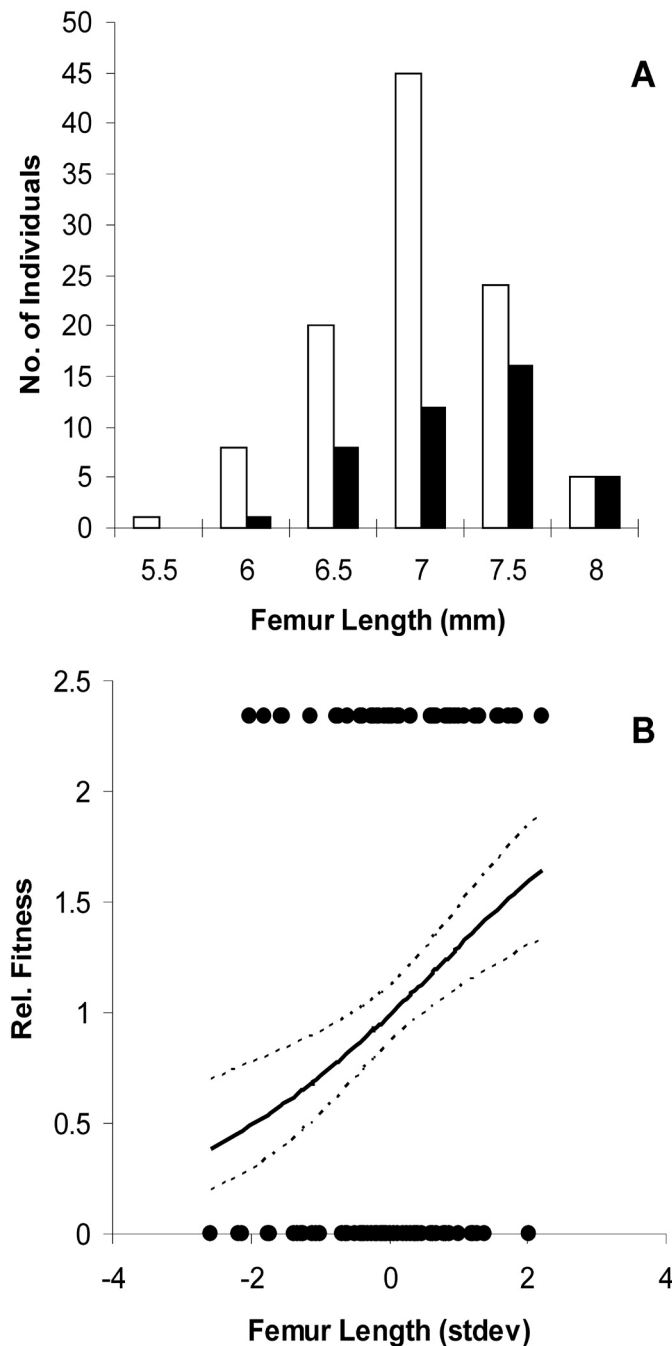 A
50
45
40
35
30
25
20
15
10
5
0
No. of Individuals
5.5 6 6.5 7 7.5 8
Femur Length (mm)
B
2.5
2
1.5
1
0.5
0
Rel. Fitness
-4 -2 0 2 4
Femur Length (stdev)